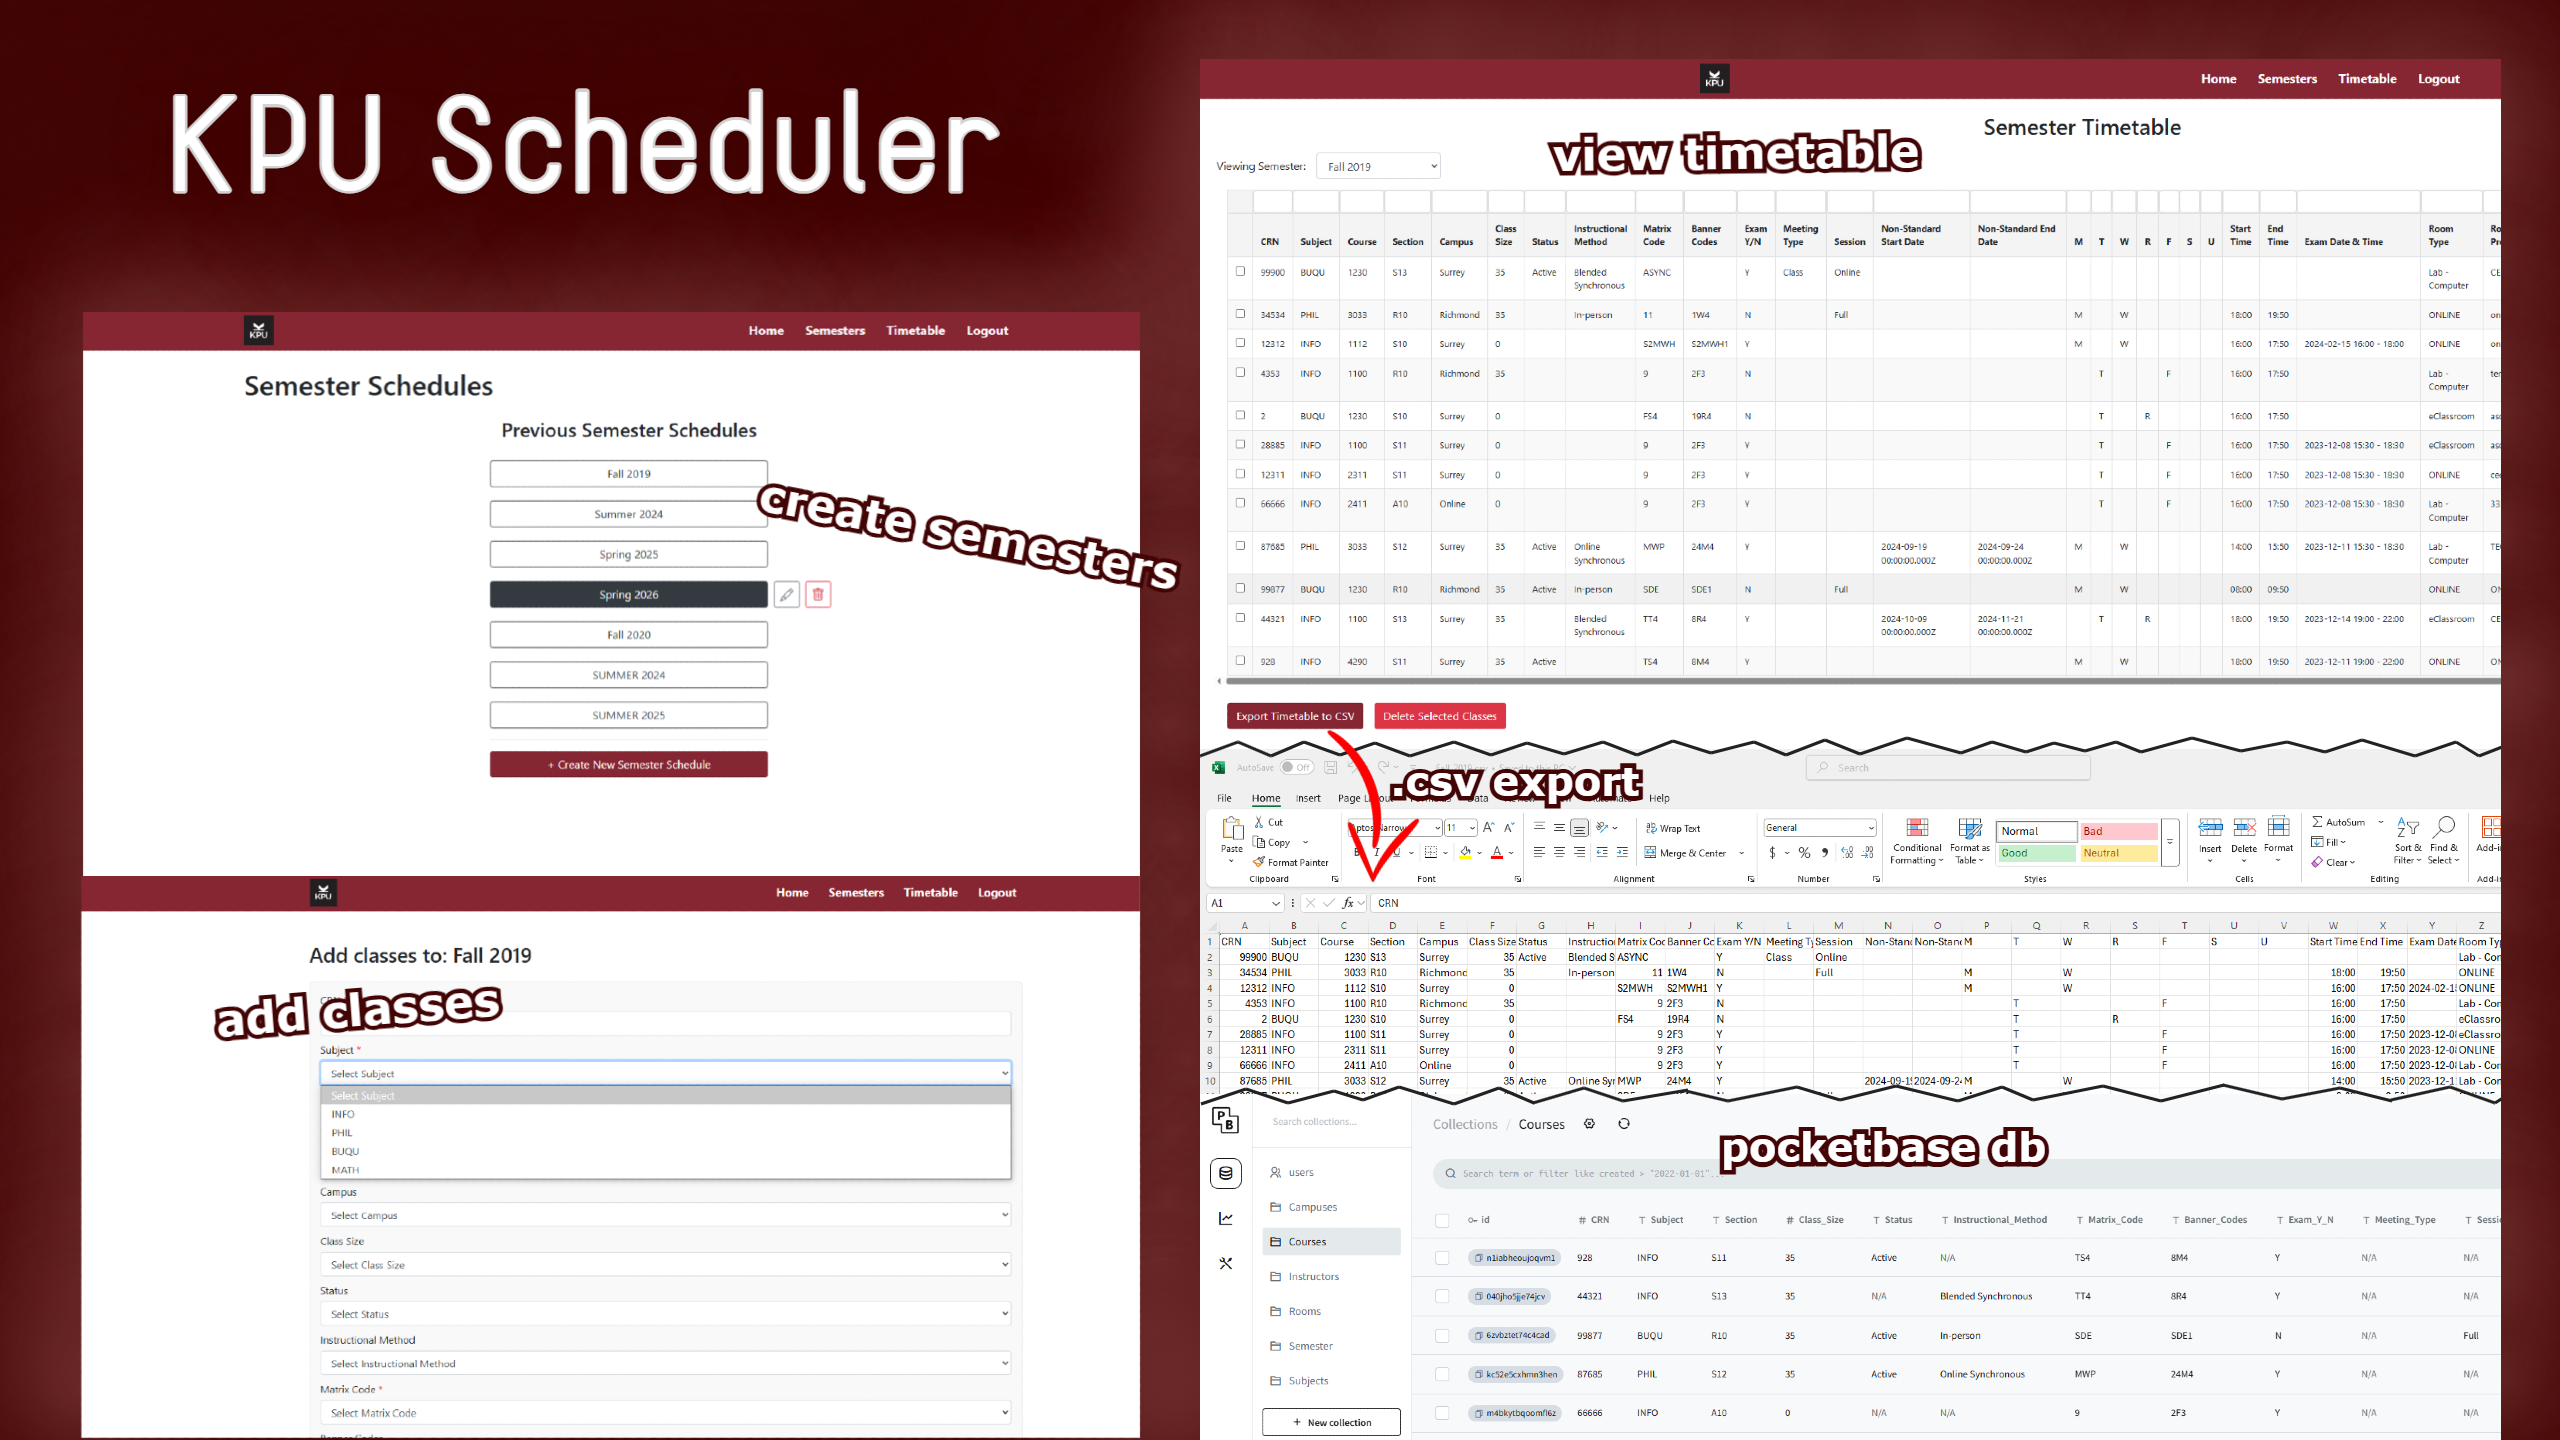 KPU Scheduler
KPU
Home Semesters Timetable Logout
Semester Schedules
Previous Semester Schedules
Fall 2019
Summer 2024
Spring 2025
Spring 2026
Fall 2020
SUMMER 2024
SUMMER 2025
+ Create New Semester Schedule
create semesters
KPU
Home Semesters Timetable Logout
Add classes to: Fall 2019
add classes
Subject *
Select Subject
Select Subject
INFO
PHIL
BUQU
MATH
Campus
Select Campus
Class Size
Select Class Size
Status
Select Status
Instructional Method
Select Instructional Method
Matrix Code *
Select Matrix Code
KPU
Home Semesters Timetable Logout
Semester Timetable
view timetable
Viewing Semester: Fall 2019
CRN Subject Course Section Campus Class Size Status Instructional Method Matrix Code Banner Codes Exam Y/N Meeting Type Session Non-Standard Start Date Non-Standard End Date M T W R F S U Start Time End Time Exam Date & Time Room Type
99900 BUQU 1230 S13 Surrey 35 Active Blended Synchronous ASYNC Y Class Online Lab - Computer CE
34534 PHIL 3033 R10 Richmond 35 In-person 11 1W4 N Full M W 18:00 19:50 ONLINE on
12312 INFO 1112 S10 Surrey 0 S2MWH S2MWH1 Y M W 16:00 17:50 2024-02-15 16:00 - 18:00 ONLINE on
4353 INFO 1100 R10 Richmond 35 9 2F3 N T F 16:00 17:50 Lab - Computer ter
2 BUQU 1230 S10 Surrey 0 FS4 19R4 N T R 16:00 17:50 eClassroom asc
28885 INFO 1100 S11 Surrey 0 9 2F3 Y T F 16:00 17:50 2023-12-08 15:30 - 18:30 eClassroom asc
12311 INFO 2311 S11 Surrey 0 9 2F3 Y T F 16:00 17:50 2023-12-08 15:30 - 18:30 ONLINE cec
66666 INFO 2411 A10 Online 0 9 2F3 Y T F 16:00 17:50 2023-12-08 15:30 - 18:30 Lab - Computer 33
87685 PHIL 3033 S12 Surrey 35 Active Online Synchronous MWP 24M4 Y 2024-09-19 00:00:00.000Z 2024-09-24 00:00:00.000Z M W 14:00 15:50 2023-12-11 15:30 - 18:30 Lab - Computer TE
99877 BUQU 1230 R10 Richmond 35 Active In-person SDE SDE1 N Full M W 08:00 09:50 ONLINE ON
44321 INFO 1100 S13 Surrey 35 Blended Synchronous TT4 8R4 Y 2024-10-09 00:00:00.000Z 2024-11-21 00:00:00.000Z T R 18:00 19:50 2023-12-14 19:00 - 22:00 eClassroom CE
928 INFO 4290 S11 Surrey 35 Active TS4 8M4 Y M W 18:00 19:50 2023-12-11 19:00 - 22:00 ONLINE ON
Export Timetable to CSV Delete Selected Classes
.csv export
AutoSave Off Search
File Home Insert Page Help
Paste Cut Copy Format Painter Clipboard
11 Font
Wrap Text Merge & Center Alignment
General $ % Number
Conditional Formatting Format as Table Normal Bad Good Neutral Styles
Insert Delete Format Cells
AutoSum Fill Clear Sort & Filter Find & Select Editing
A1 fx CRN
A B C D E F G H I J K L M N O P Q R S T U V W X Y Z
1 CRN Subject Course Section Campus Class Size Status Instructio Matrix Coc Banner Cc Exam Y/N Meeting Ty Session Non-Stanc Non-Stanc M T W R F S U Start Time End Time Exam Date Room Ty
2 99900 BUQU 1230 S13 Surrey 35 Active Blended S ASYNC Y Class Online Lab - Con
3 34534 PHIL 3033 R10 Richmond 35 In-person 11 1W4 N Full M W 18:00 19:50 ONLINE
4 12312 INFO 1112 S10 Surrey 0 S2MWH S2MWH1 Y M W 16:00 17:50 2024-02-1 ONLINE
5 4353 INFO 1100 R10 Richmond 35 9 2F3 N T F 16:00 17:50 Lab - Con
6 2 BUQU 1230 S10 Surrey 0 FS4 19R4 N T R 16:00 17:50 eClassro
7 28885 INFO 1100 S11 Surrey 0 9 2F3 Y T F 16:00 17:50 2023-12-0 eClassro
8 12311 INFO 2311 S11 Surrey 0 9 2F3 Y T F 16:00 17:50 2023-12-0 ONLINE
9 66666 INFO 2411 A10 Online 0 9 2F3 Y T F 16:00 17:50 2023-12-0 Lab - Con
10 87685 PHIL 3033 S12 Surrey 35 Active Online Syr MWP 24M4 Y 2024-09-1 2024-09-2 M W 14:00 15:50 2023-12-1 Lab - Con
PB
pocketbase db
Search collections...
users
Campuses
Courses
Instructors
Rooms
Semester
Subjects
+ New collection
Collections / Courses
Search term or filter like created > "2022-01-01"...
id CRN Subject Section Class_Size Status Instructional_Method Matrix_Code Banner_Codes Exam_Y_N Meeting_Type Sessi
n1iabheoujoqvm1 928 INFO S11 35 Active N/A TS4 8M4 Y N/A N/A
040jho5jje74jcv 44321 INFO S13 35 N/A Blended Synchronous TT4 8R4 Y N/A N/A
6zvbztet74c4cad 99877 BUQU R10 35 Active In-person SDE SDE1 N N/A Full
kc52e5cxhmn3hen 87685 PHIL S12 35 Active Online Synchronous MWP 24M4 Y N/A N/A
m4bkytbqoomfl6z 66666 INFO A10 0 N/A N/A 9 2F3 Y N/A N/A